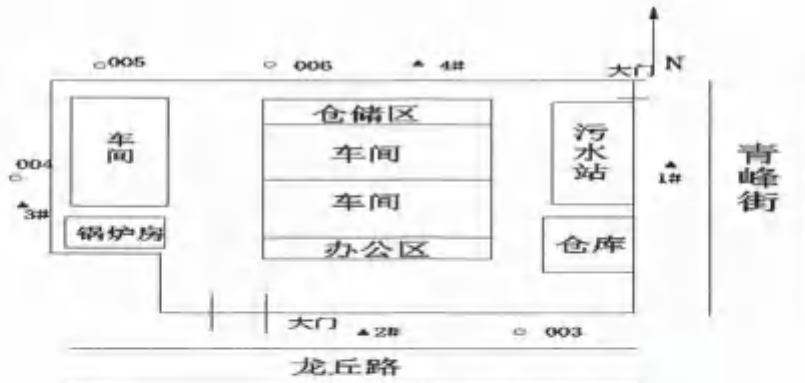 005
006
4#
大门
N
仓储区
车间
污水站
车间
004
1#
青峰街
车间
3#
锅炉房
办公区
仓库
大门
2#
003
龙丘路